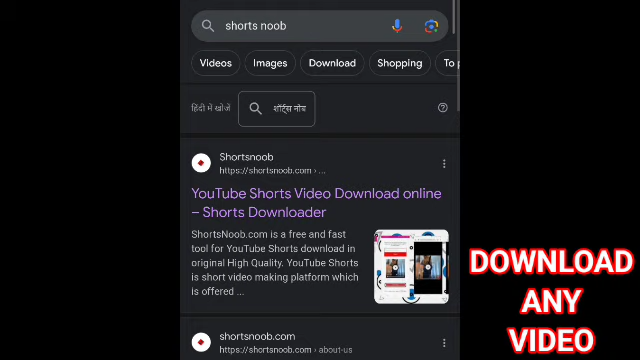 shorts noob
Videos Images Download Shopping To p
हिंदी में खोजें शॉर्ट्स नोब
Shortsnoob
https://shortsnoob.com › ...
YouTube Shorts Video Download online
– Shorts Downloader
ShortsNoob.com is a free and fast
tool for YouTube Shorts download in
original High Quality. YouTube Shorts
is short video making platform which
is offered ...
shortsnoob.com
https://shortsnoob.com › about-us
DOWNLOAD
ANY
VIDEO